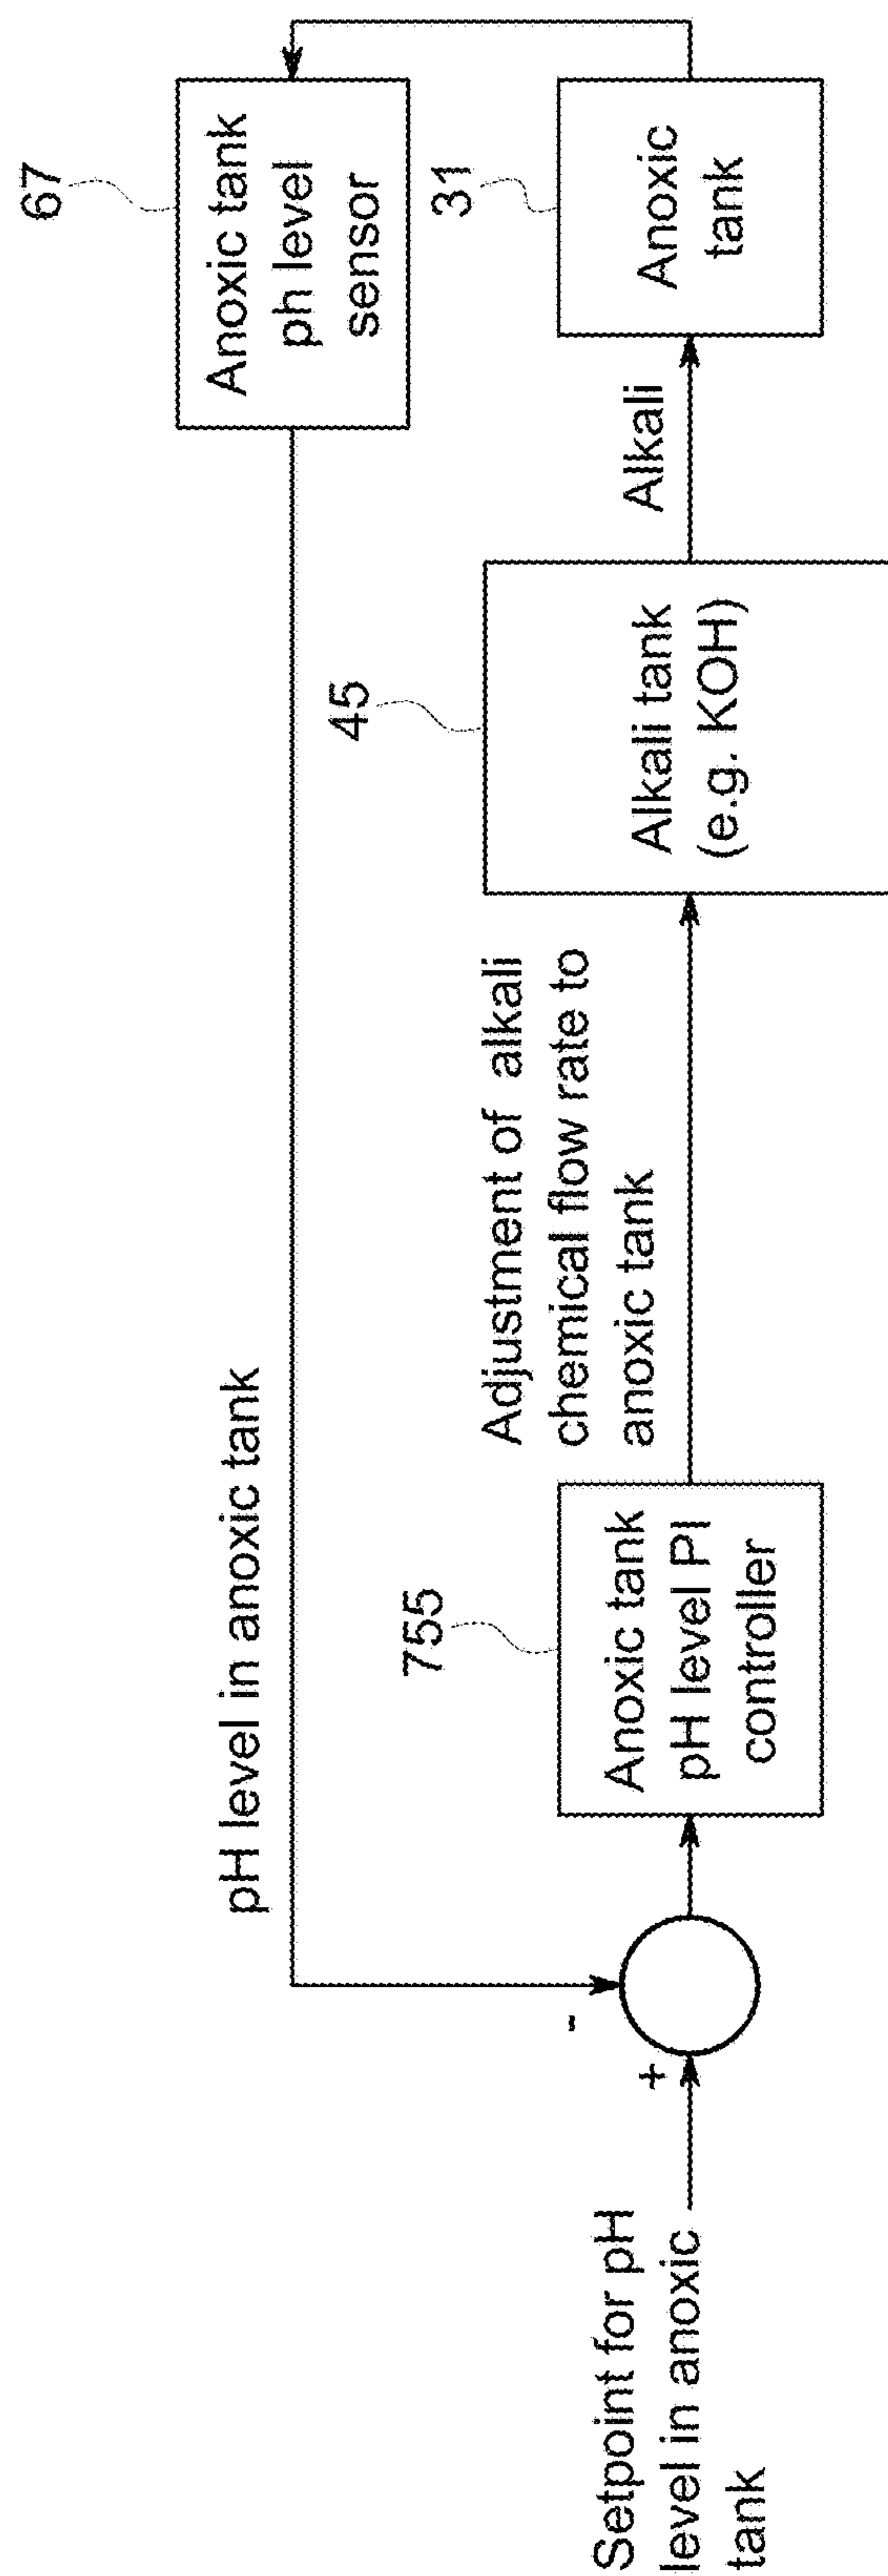 67
Anoxic tank
ph level
sensor
pH level in anoxic tank
31
Anoxic
tank
Alkali
45
Alkali tank
(e.g. KOH)
Adjustment of alkali
chemical flow rate to
anoxic tank
755
Anoxic tank
pH level PI
controller
-
+
Setpoint for pH
level in anoxic
tank